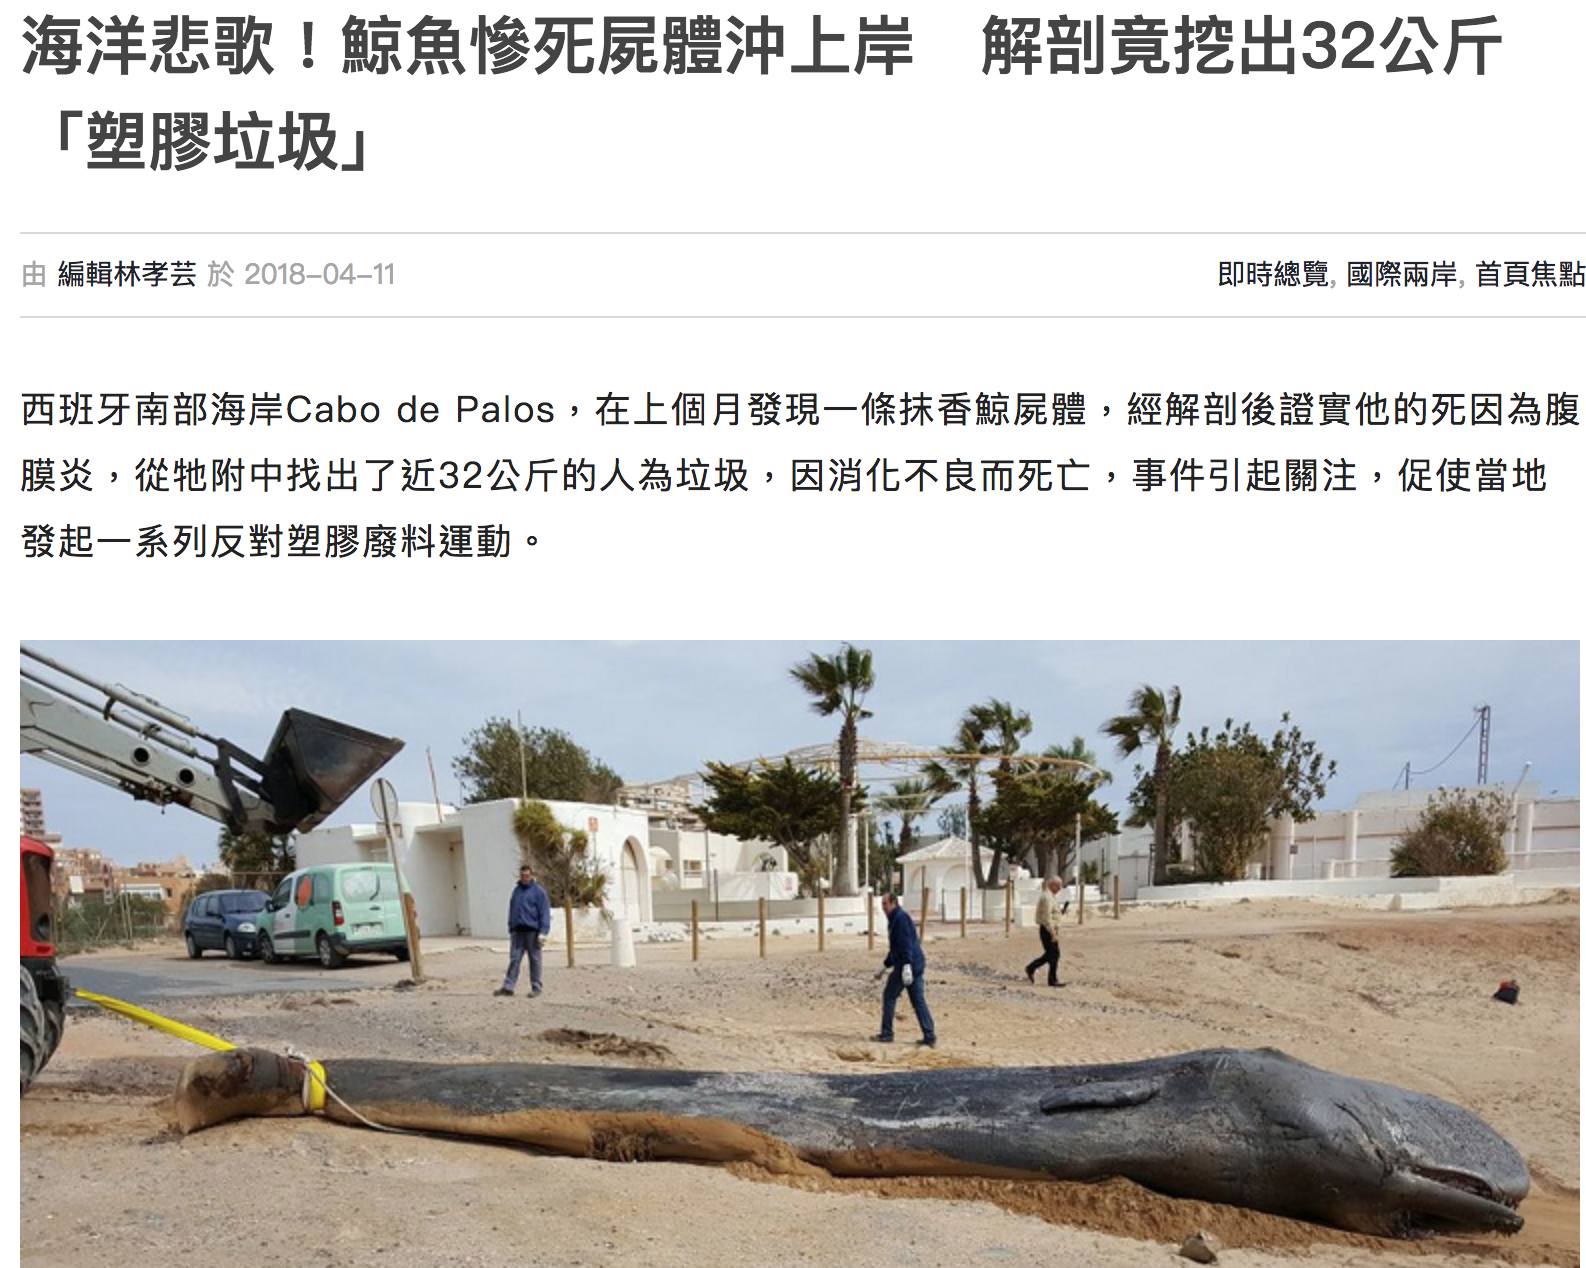 海洋悲歌！鯨魚慘死屍體沖上岸　解剖竟挖出32公斤
「塑膠垃圾」
由 編輯林孝芸 於 2018-04-11
即時總覽, 國際兩岸, 首頁焦點
西班牙南部海岸Cabo de Palos，在上個月發現一條抹香鯨屍體，經解剖後證實他的死因為腹
膜炎，從牠附中找出了近32公斤的人為垃圾，因消化不良而死亡，事件引起關注，促使當地
發起一系列反對塑膠廢料運動。